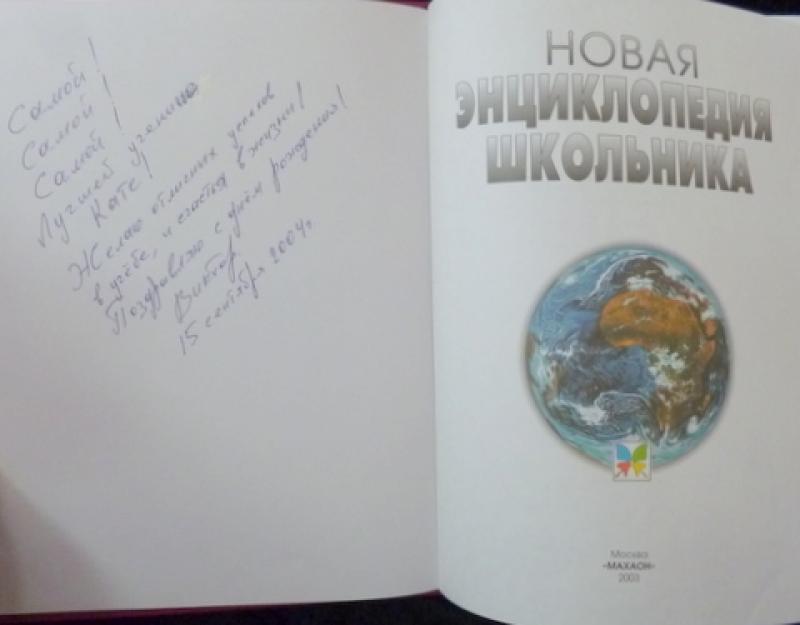 Самой!
Самой!
Самой!
Лучшей ученице
Кате!
Желаю отличных успехов
в учёбе, и счастья в жизни!
Поздравляю с днём рождения!
Виктор
15 сентября 2004г.
НОВАЯ
ЭНЦИКЛОПЕДИЯ
ШКОЛЬНИКА
Москва
«МАХАОН»
2003